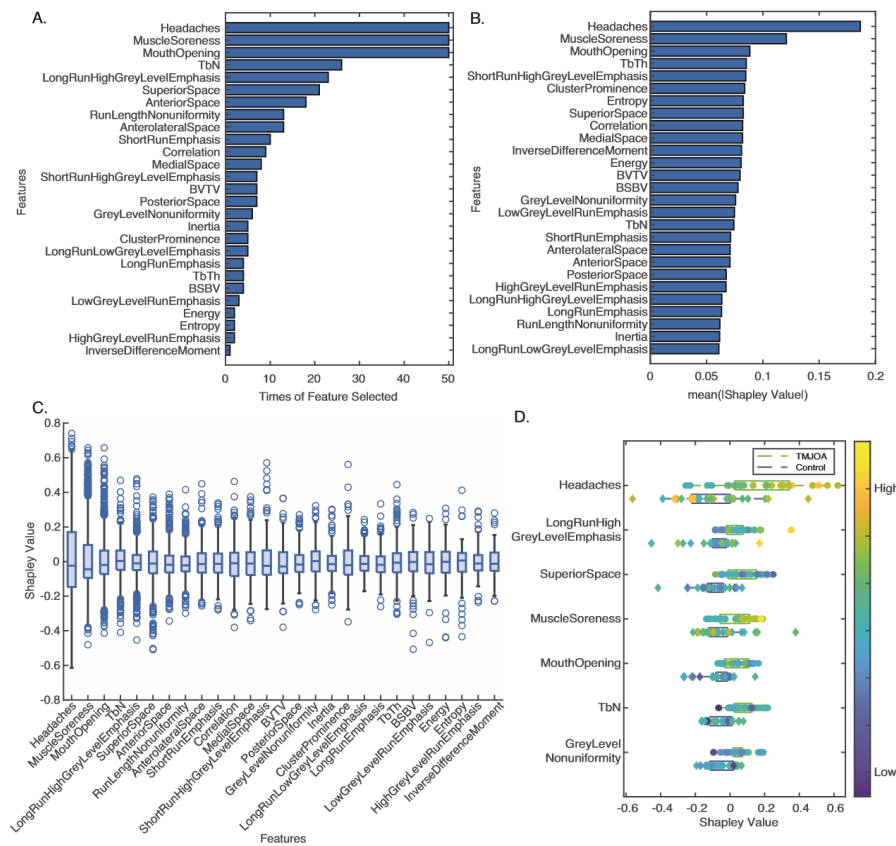 A.
Headaches
MuscleSoreness
MouthOpening
TbN
LongRunHighGreyLevelEmphasis
SuperiorSpace
AnteriorSpace
RunLengthNonuniformity
AnterolateralSpace
ShortRunEmphasis
Correlation
MedialSpace
ShortRunHighGreyLevelEmphasis
BVTV
PosteriorSpace
GreyLevelNonuniformity
Inertia
ClusterProminence
LongRunLowGreyLevelEmphasis
LongRunEmphasis
TbTh
BSBV
LowGreyLevelRunEmphasis
Energy
Entropy
HighGreyLevelRunEmphasis
InverseDifferenceMoment
Features
0 10 20 30 40 50
Times of Feature Selected
B.
Headaches
MuscleSoreness
MouthOpening
TbTh
ShortRunHighGreyLevelEmphasis
ClusterProminence
Entropy
SuperiorSpace
Correlation
MedialSpace
InverseDifferenceMoment
Energy
BVTV
BSBV
GreyLevelNonuniformity
LowGreyLevelRunEmphasis
TbN
ShortRunEmphasis
AnterolateralSpace
AnteriorSpace
PosteriorSpace
HighGreyLevelRunEmphasis
LongRunHighGreyLevelEmphasis
LongRunEmphasis
RunLengthNonuniformity
Inertia
LongRunLowGreyLevelEmphasis
Features
0 0.05 0.1 0.15 0.2
mean(|Shapley Value|)
C.
0.8
0.6
0.4
0.2
0
-0.2
-0.4
-0.6
-0.8
Shapley Value
Headaches
MuscleSoreness
MouthOpening
TbN
LongRunHighGreyLevelEmphasis
SuperiorSpace
AnteriorSpace
RunLengthNonuniformity
AnterolateralSpace
ShortRunEmphasis
Correlation
MedialSpace
ShortRunHighGreyLevelEmphasis
BVTV
PosteriorSpace
GreyLevelNonuniformity
Inertia
ClusterProminence
LongRunLowGreyLevelEmphasis
LongRunEmphasis
TbTh
BSBV
LowGreyLevelRunEmphasis
Energy
Entropy
HighGreyLevelRunEmphasis
InverseDifferenceMoment
Features
D.
TMJOA
Control
Headaches
LongRunHigh
GreyLevelEmphasis
SuperiorSpace
MuscleSoreness
MouthOpening
TbN
GreyLevel
Nonuniformity
-0.6 -0.4 -0.2 0 0.2 0.4 0.6
Shapley Value
High
Low